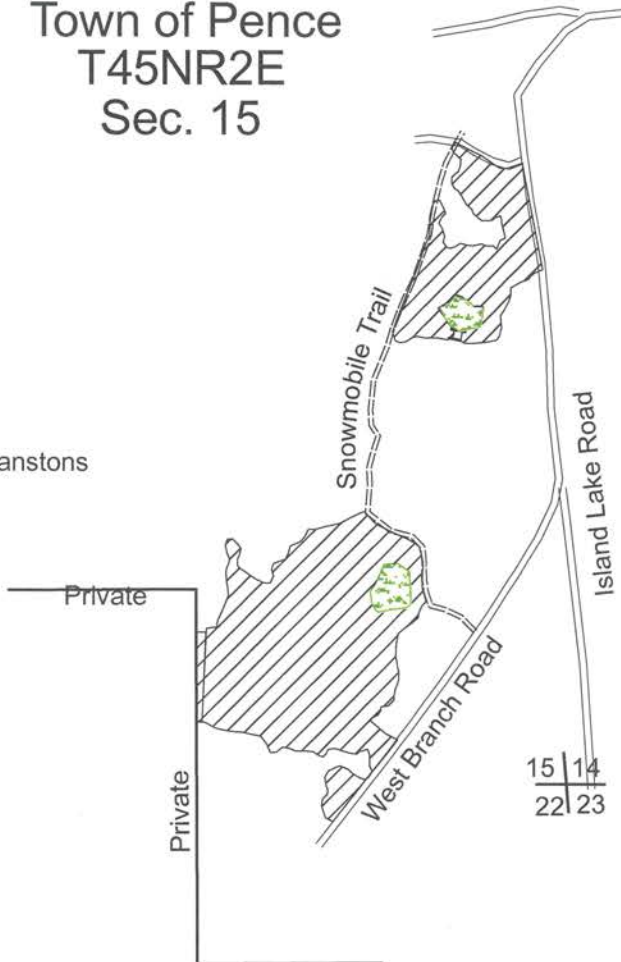 Town of Pence
T45NR2E
Sec. 15
Snowmobile Trail
Island Lake Road
anstons
Private
West Branch Road
Private
15 14
22 23